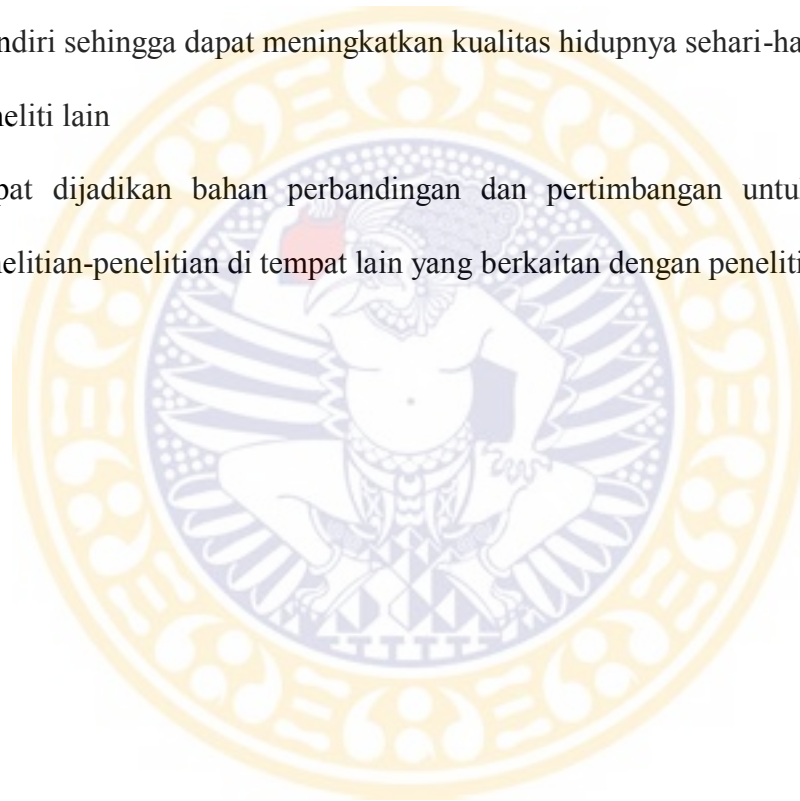 ndiri sehingga dapat meningkatkan kualitas hidupnya sehari-ha
neliti lain
pat dijadikan bahan perbandingan dan pertimbangan untuk
nelitian-penelitian di tempat lain yang berkaitan dengan peneliti